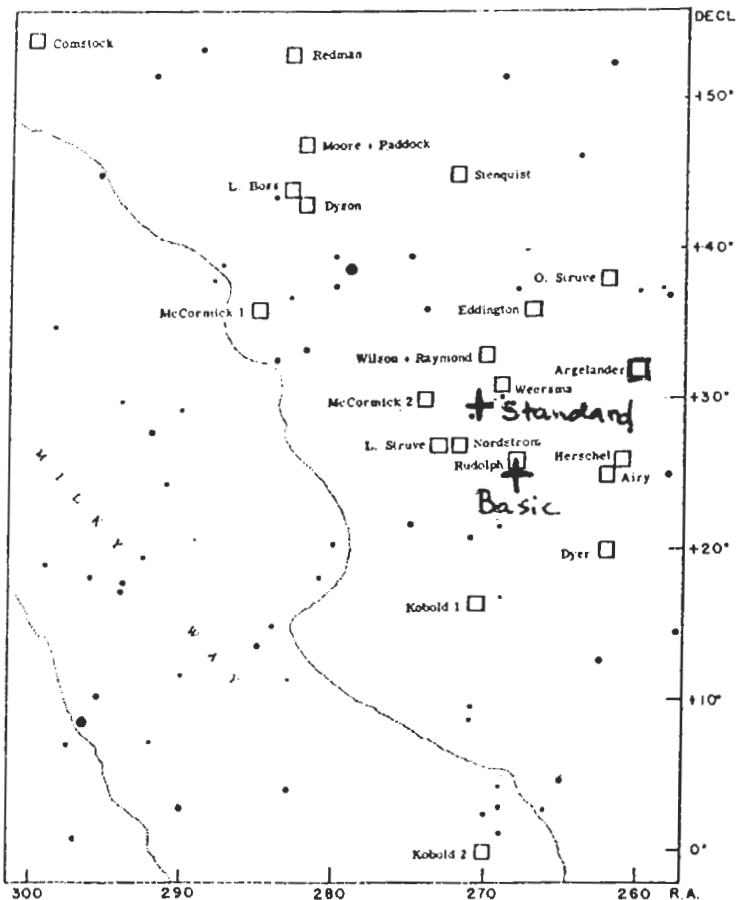 DECL
Comstock
Redman
+50°
Moore + Paddock
Stenquist
L. Boss
Dyson
+40°
O. Struve
McCormick 1
Eddington
Wilson + Raymond
Argelander
Weersma
+30°
McCormick 2
Standard
L. Struve
Nordstrom
Herschel
Rudolph
Airy
Basic
MILKY
Dyer
+20°
Kobold 1
WAY
+10°
Kobold 2
0°
300 290 280 270 260 R.A.